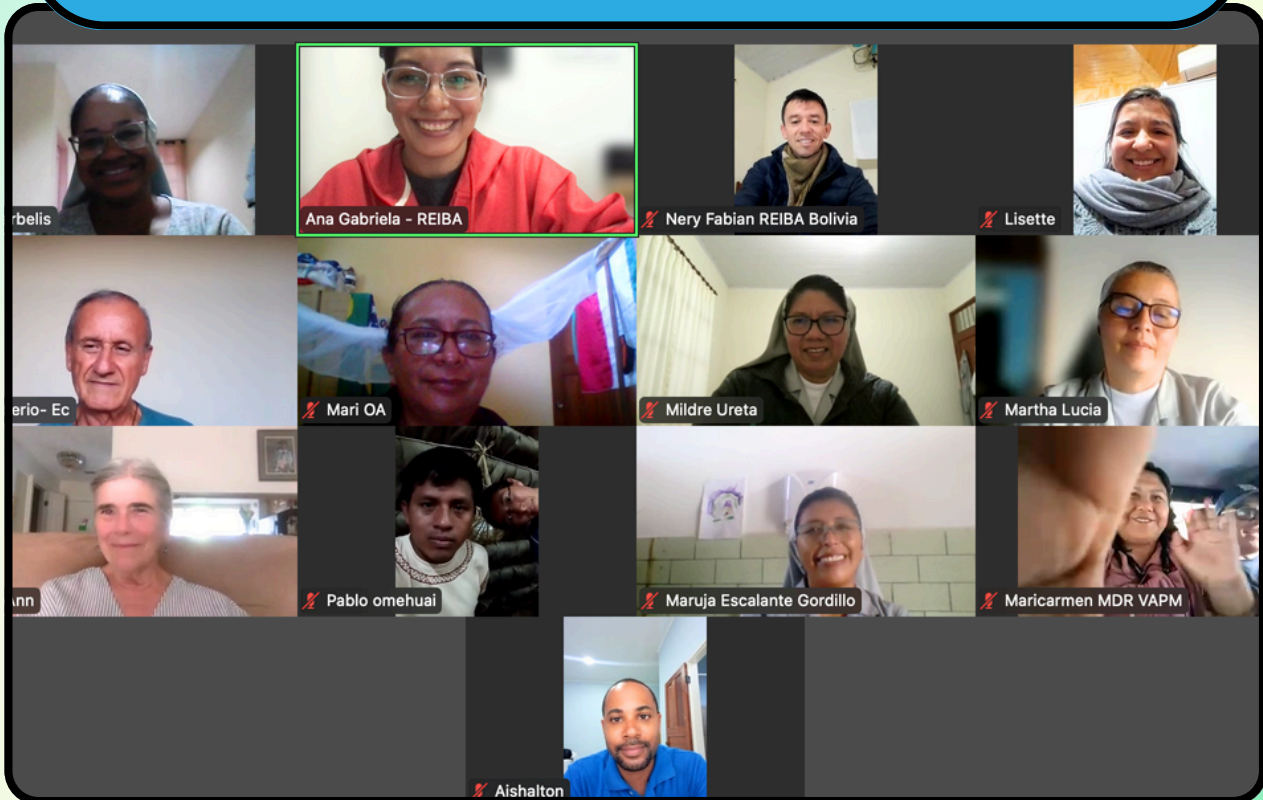 rbelis
Ana Gabriela - REIBA
Nery Fabian REIBA Bolivia
Lisette
erio- Ec
Mari OA
Mildre Ureta
Martha Lucia
Ann
Pablo omehuai
Maruja Escalante Gordillo
Maricarmen MDR VAPM
Aishalton